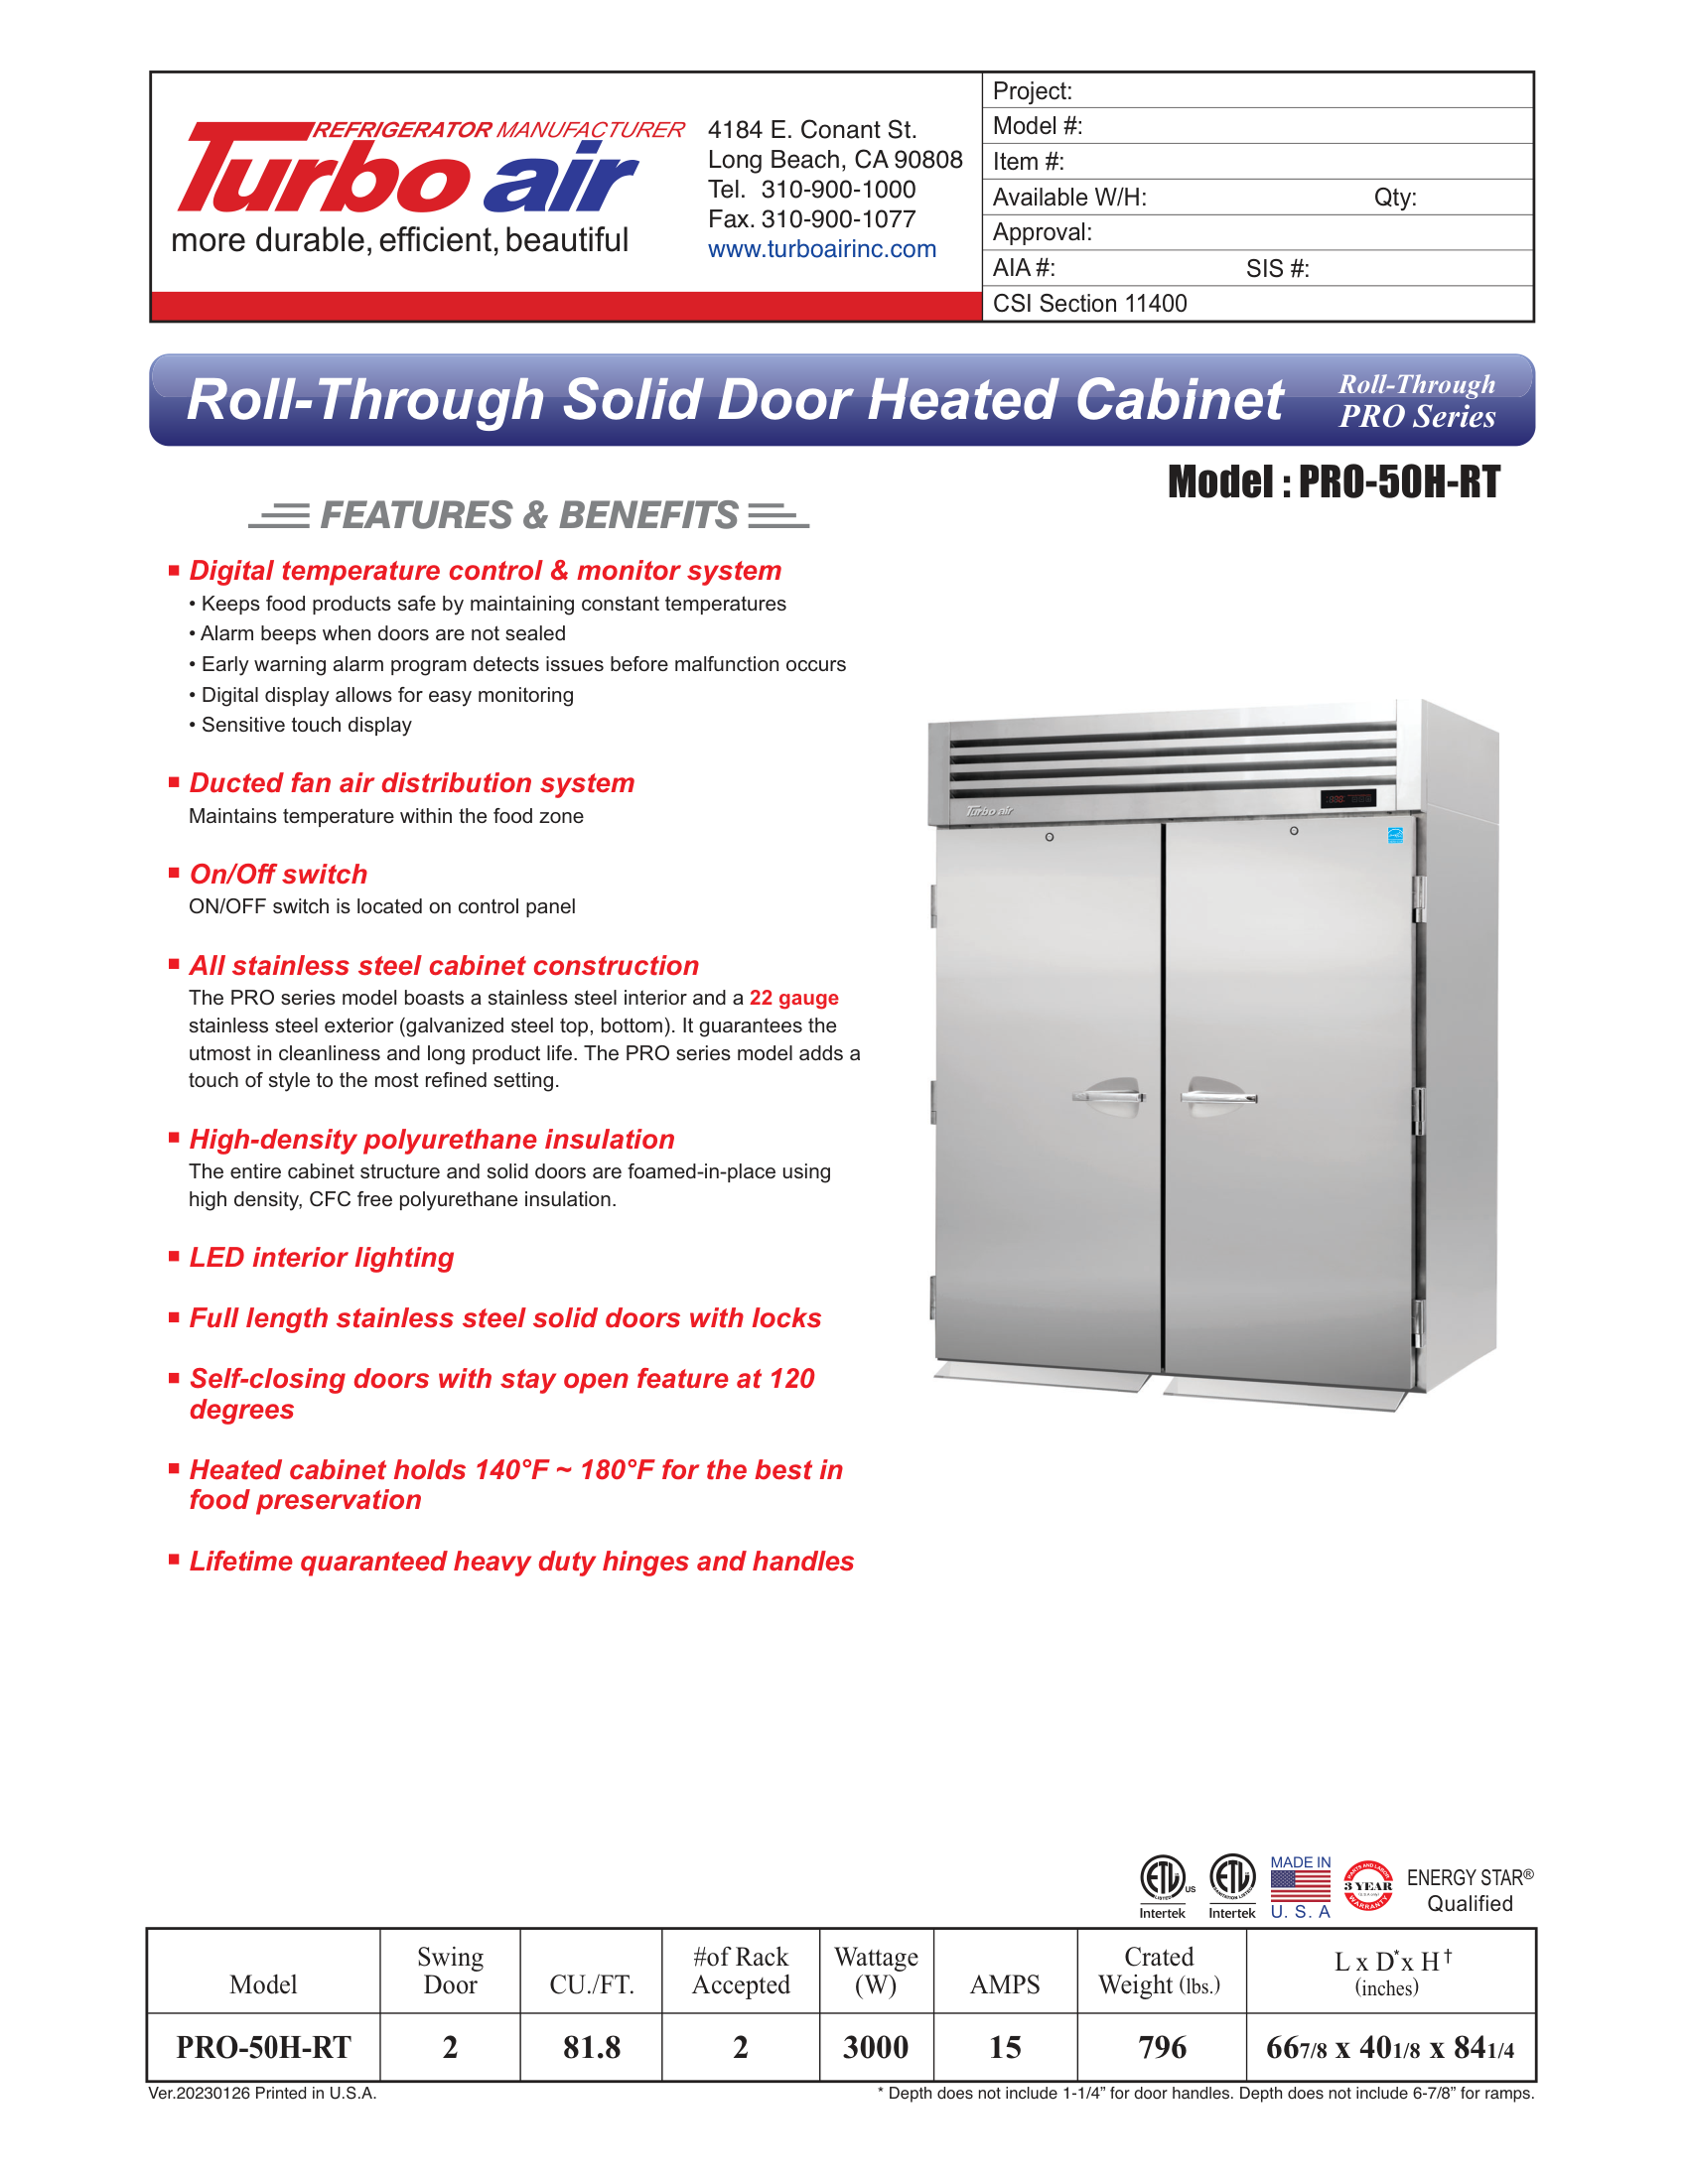 REFRIGERATOR MANUFACTURER
Turbo air
more durable, efficient, beautiful
4184 E. Conant St.
Long Beach, CA 90808
Tel. 310-900-1000
Fax. 310-900-1077
www.turboairinc.com
Project:
Model #:
Item #:
Available W/H: Qty:
Approval:
AIA #: SIS #:
CSI Section 11400
Roll-Through Solid Door Heated Cabinet
Roll-Through
PRO Series
Model : PRO-50H-RT
FEATURES & BENEFITS
Digital temperature control & monitor system
• Keeps food products safe by maintaining constant temperatures
• Alarm beeps when doors are not sealed
• Early warning alarm program detects issues before malfunction occurs
• Digital display allows for easy monitoring
• Sensitive touch display
Ducted fan air distribution system
Maintains temperature within the food zone
On/Off switch
ON/OFF switch is located on control panel
All stainless steel cabinet construction
The PRO series model boasts a stainless steel interior and a 22 gauge
stainless steel exterior (galvanized steel top, bottom). It guarantees the
utmost in cleanliness and long product life. The PRO series model adds a
touch of style to the most refined setting.
High-density polyurethane insulation
The entire cabinet structure and solid doors are foamed-in-place using
high density, CFC free polyurethane insulation.
LED interior lighting
Full length stainless steel solid doors with locks
Self-closing doors with stay open feature at 120
degrees
Heated cabinet holds 140°F ~ 180°F for the best in
food preservation
Lifetime quaranteed heavy duty hinges and handles
Turbo air
ETL LISTED US
Intertek
ETL SANITATION LISTED
Intertek
MADE IN
U. S. A
PARTS AND LABOR
3 YEAR
WARRANTY
ENERGY STAR®
Qualified
Model Swing Door CU./FT. #of Rack Accepted Wattage (W) AMPS Crated Weight (lbs.) L x D* x H† (inches)
PRO-50H-RT 2 81.8 2 3000 15 796 667/8 x 401/8 x 841/4
Ver.20230126 Printed in U.S.A.
* Depth does not include 1-1/4” for door handles. Depth does not include 6-7/8” for ramps.